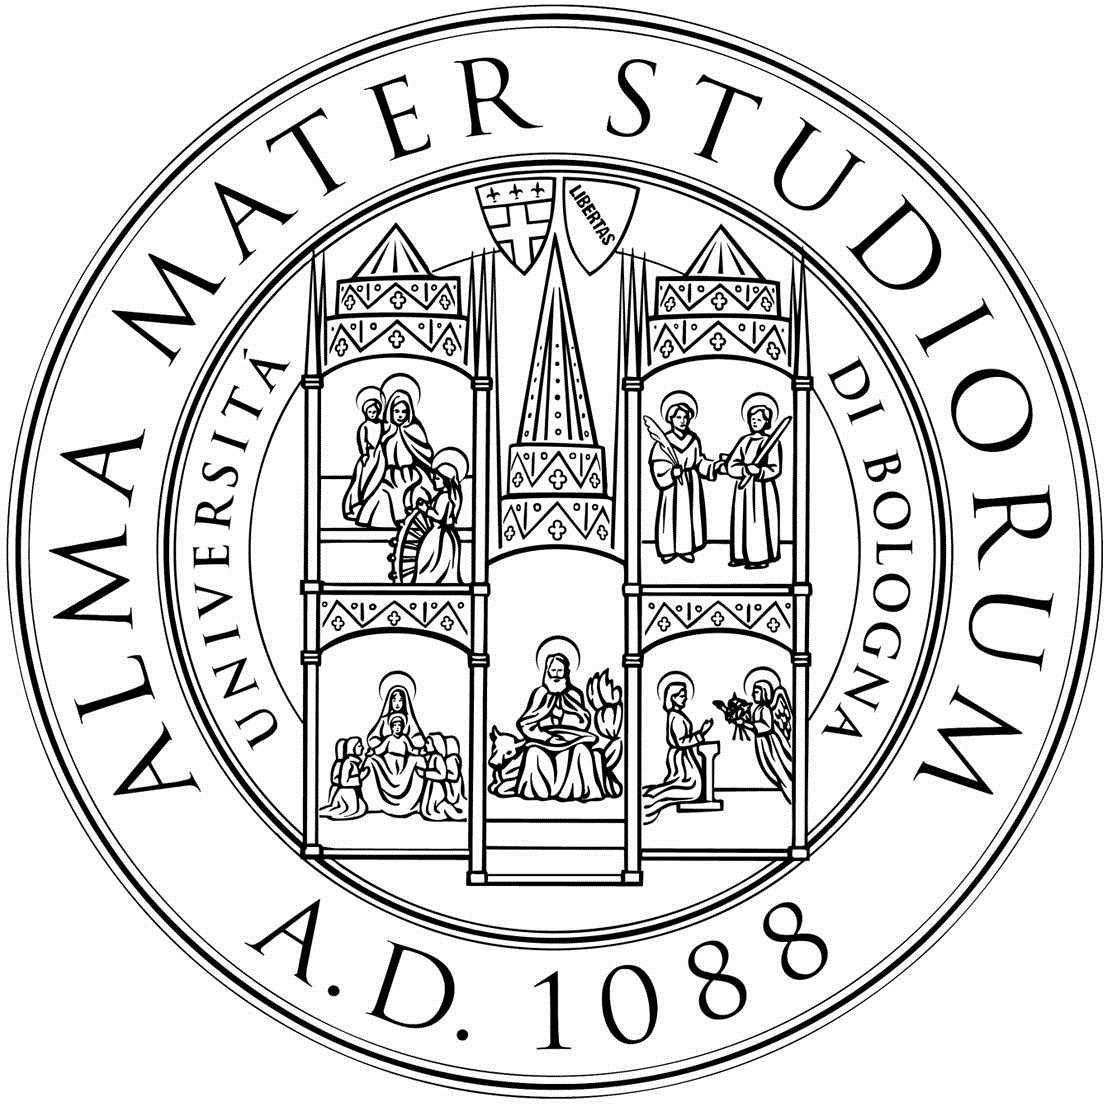 ALMA MATER STUDIORUM
UNIVERSITÁ DI BOLOGNA
LIBERTAS
A.D. 1088